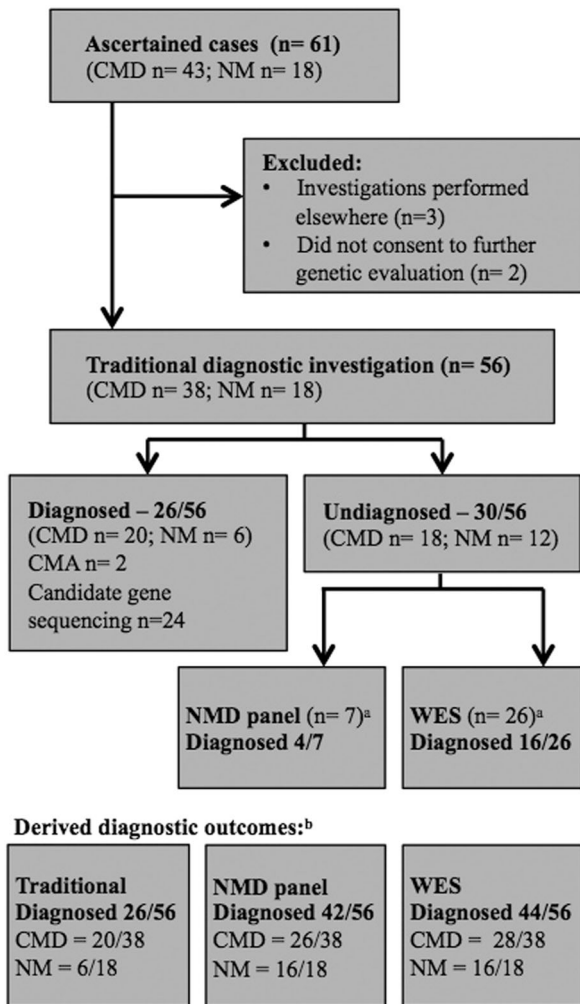 Ascertained cases (n= 61)
(CMD n= 43; NM n= 18)
Excluded:
• Investigations performed
elsewhere (n=3)
• Did not consent to further
genetic evaluation (n= 2)
Traditional diagnostic investigation (n= 56)
(CMD n= 38; NM n= 18)
Diagnosed – 26/56
(CMD n= 20; NM n= 6)
CMA n= 2
Candidate gene
sequencing n=24
Undiagnosed – 30/56
(CMD n= 18; NM n= 12)
NMD panel (n= 7)ᵃ
Diagnosed 4/7
WES (n= 26)ᵃ
Diagnosed 16/26
Derived diagnostic outcomes:ᵇ
Traditional
Diagnosed 26/56
CMD = 20/38
NM = 6/18
NMD panel
Diagnosed 42/56
CMD = 26/38
NM = 16/18
WES
Diagnosed 44/56
CMD = 28/38
NM = 16/18